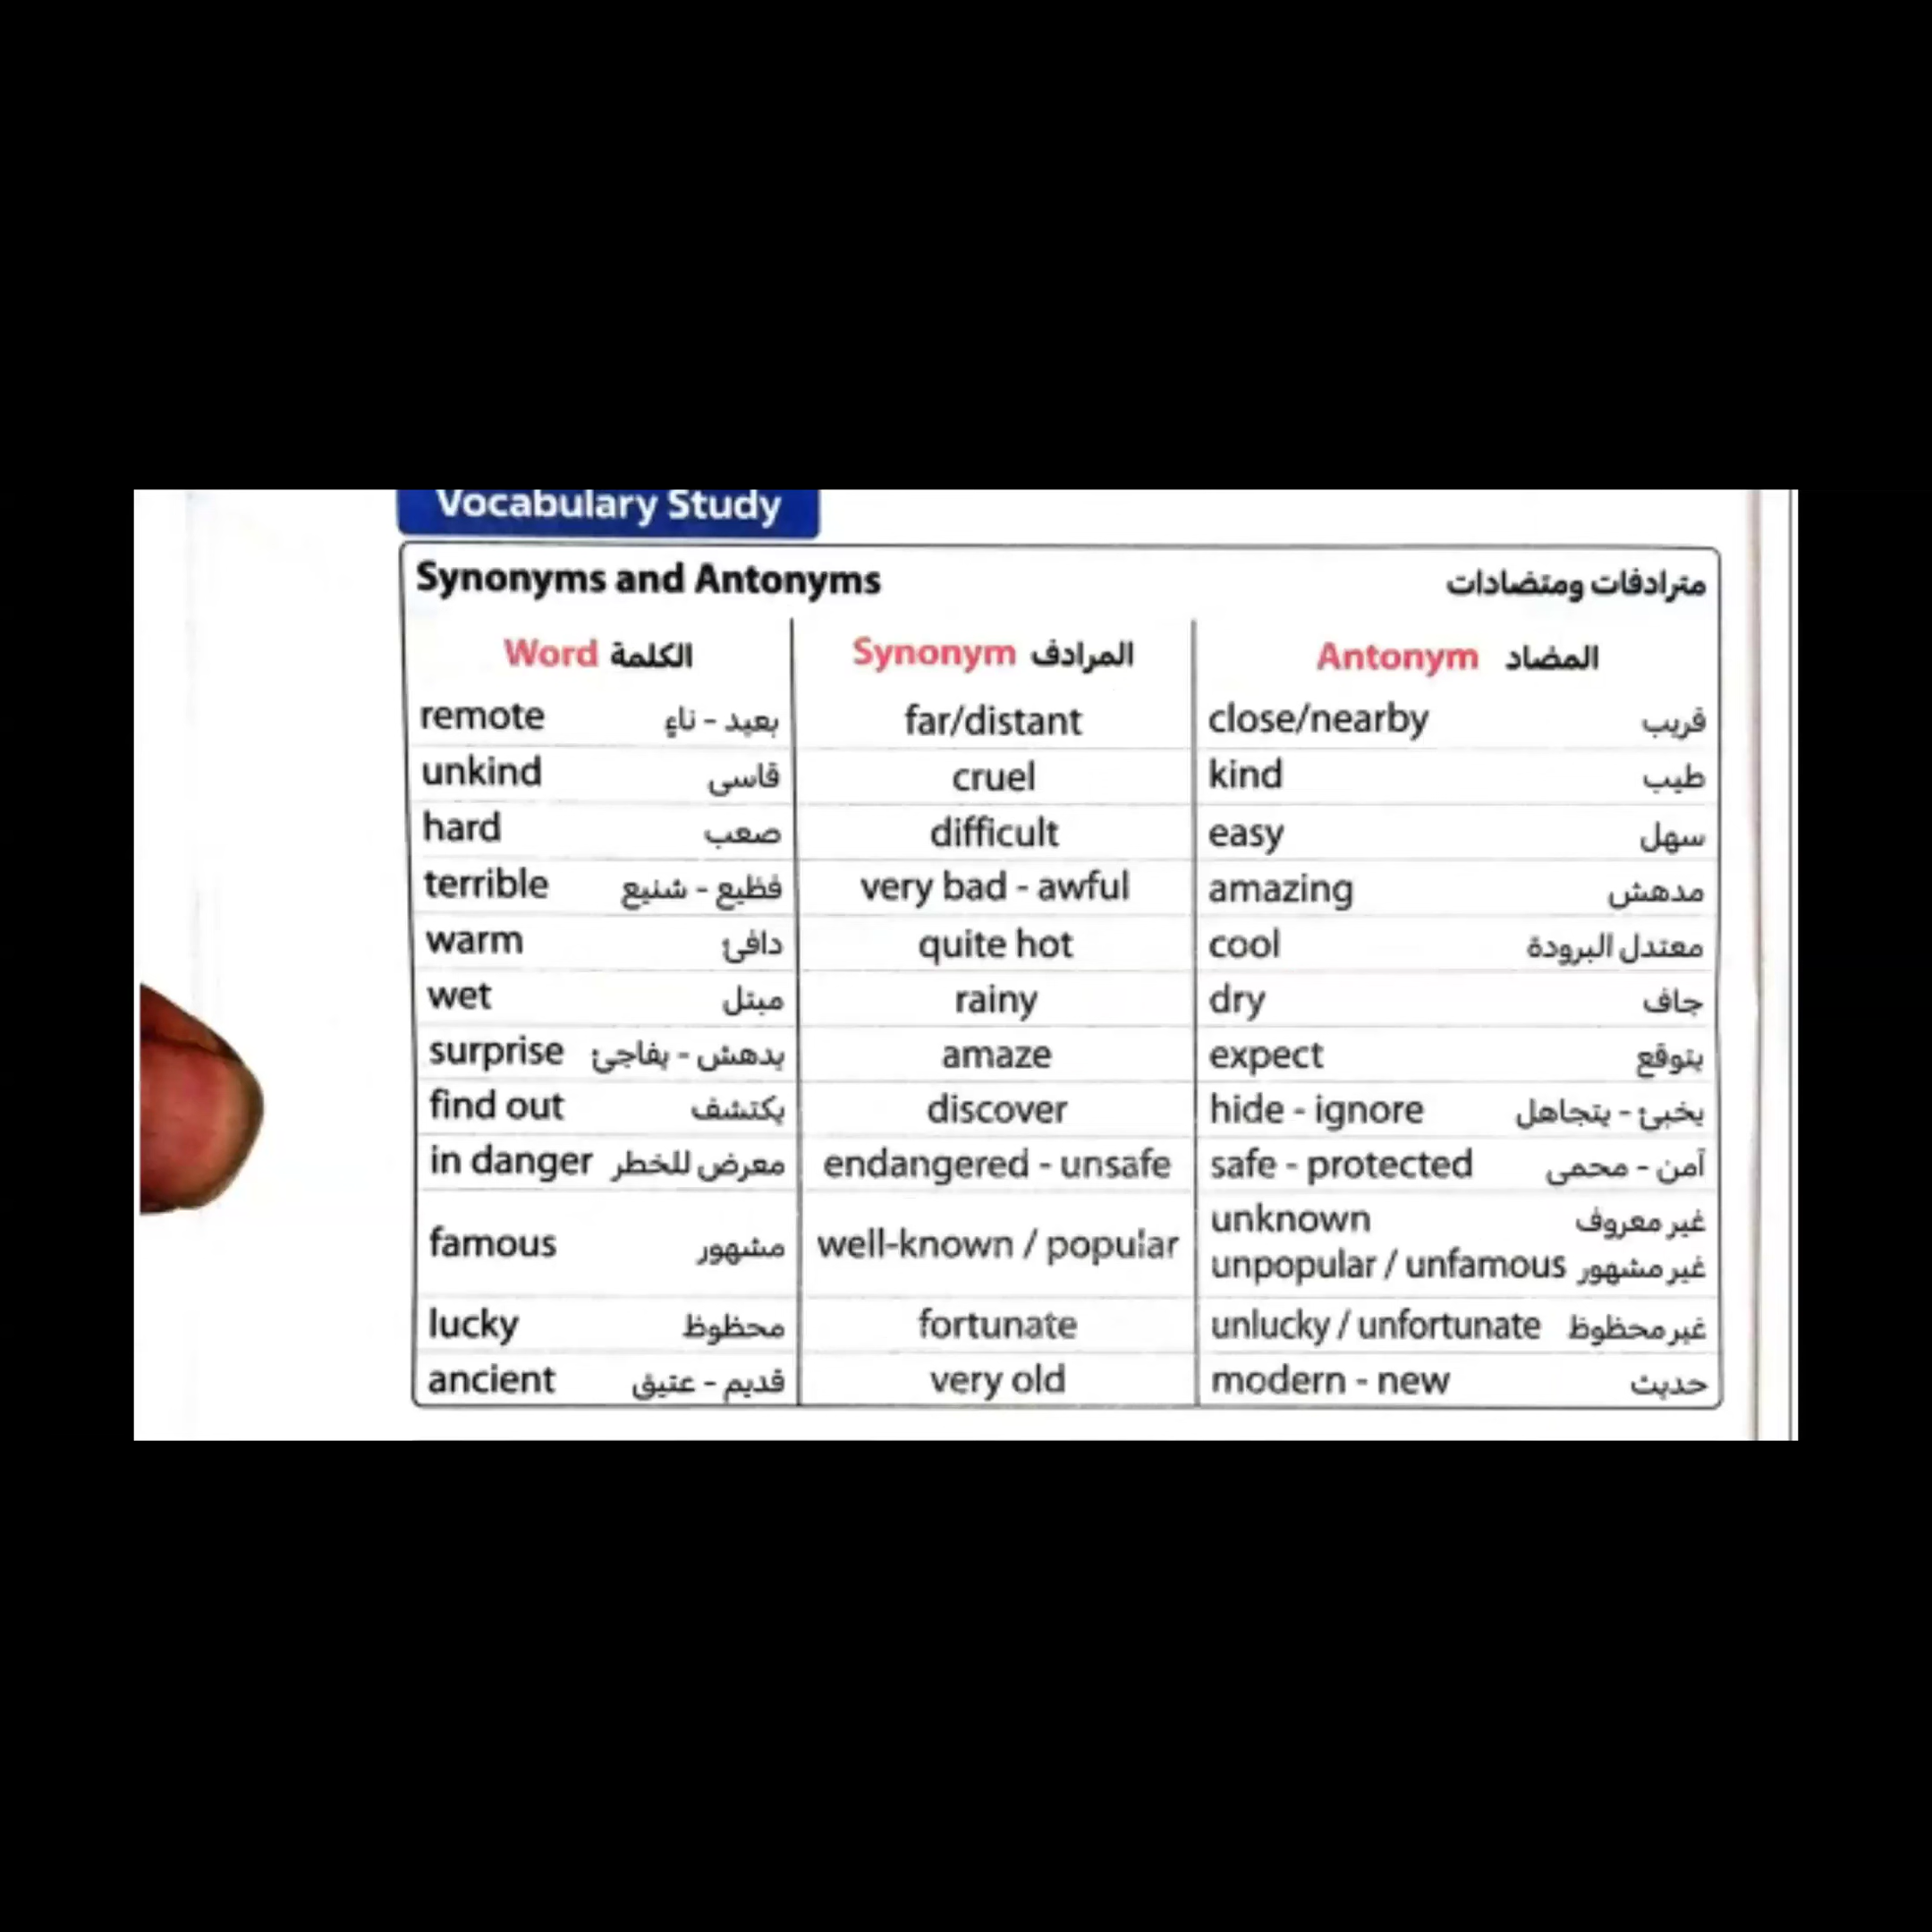 Vocabulary Study
Synonyms and Antonyms مترادفات ومتضادات
Word الكلمة Synonym المرادف Antonym المضاد
remote بعيد - ناءٍ far/distant close/nearby قريب
unkind قاسى cruel kind طيب
hard صعب difficult easy سهل
terrible فظيع - شنيع very bad - awful amazing مدهش
warm دافئ quite hot cool معتدل البرودة
wet مبتل rainy dry جاف
surprise يدهش - يفاجئ amaze expect يتوقع
find out يكتشف discover hide - ignore يخبئ - يتجاهل
in danger معرض للخطر endangered - unsafe safe - protected آمن - محمى
famous مشهور well-known / popular unknown غير معروف
unpopular / unfamous غير مشهور
lucky محظوظ fortunate unlucky / unfortunate غير محظوظ
ancient قديم - عتيق very old modern - new حديث